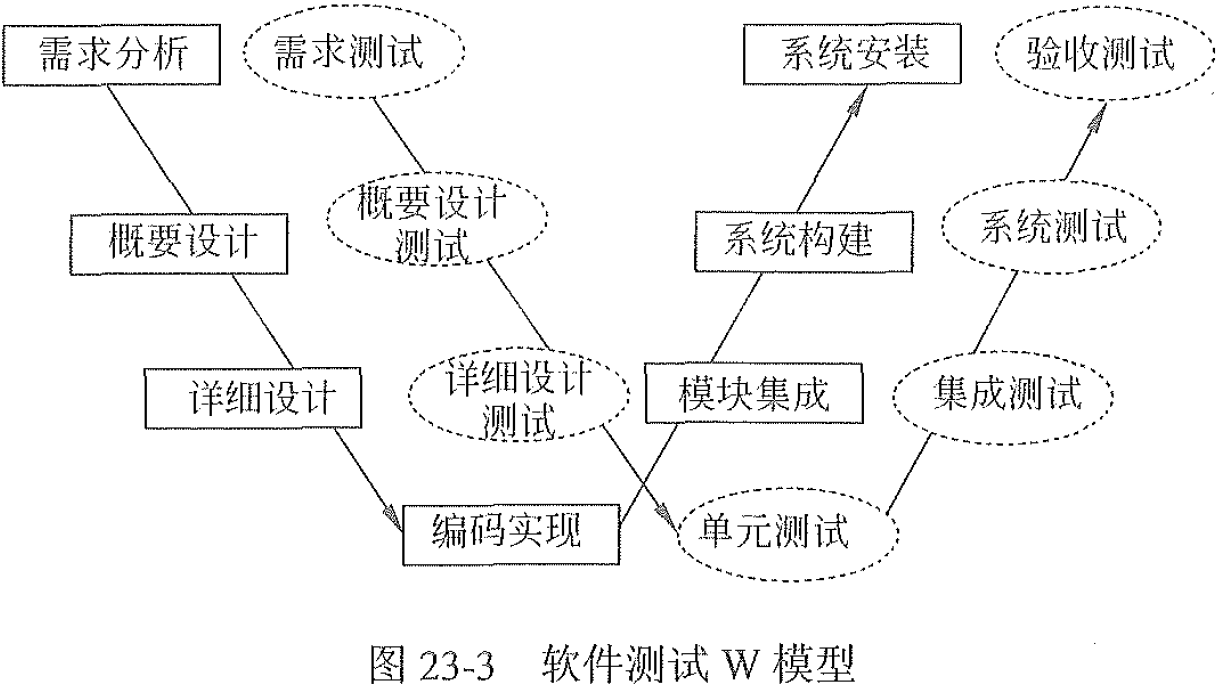 需求分析
需求测试
系统安装
验收测试
概要设计
测试
概要设计
系统构建
系统测试
详细设计
详细设计
测试
模块集成
集成测试
编码实现
单元测试
图 23-3 软件测试 W 模型